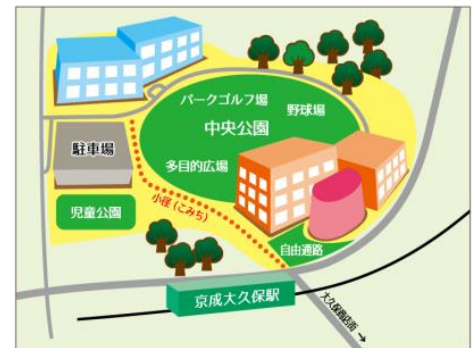 パークゴルフ場
野球場
中央公園
駐車場
多目的広場
小径(こみち)
児童公園
自由通路
京成大久保駅
大久保商店街